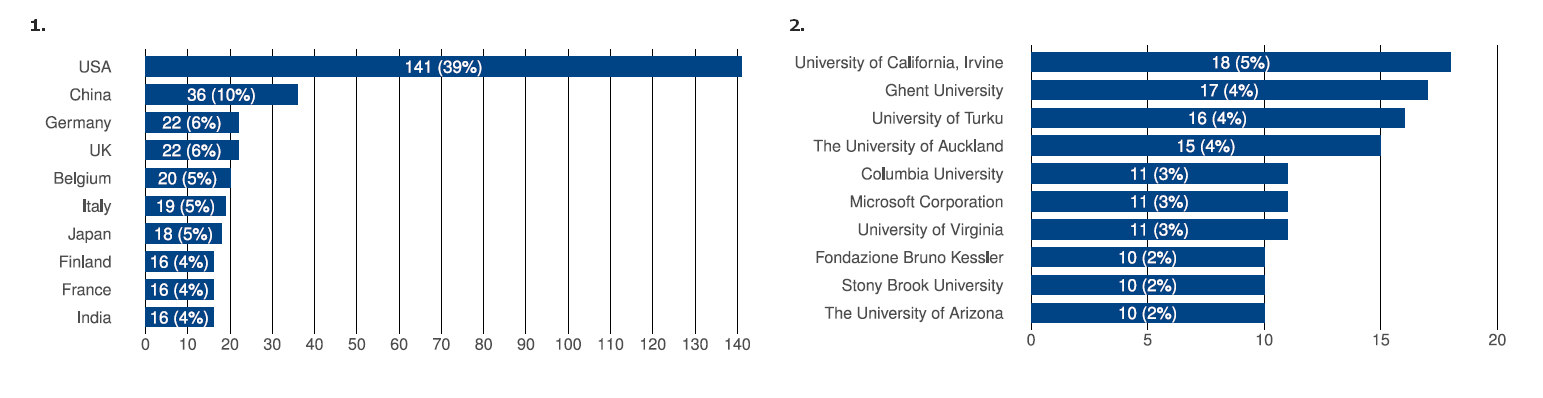 1.
USA 141 (39%)
China 36 (10%)
Germany 22 (6%)
UK 22 (6%)
Belgium 20 (5%)
Italy 19 (5%)
Japan 18 (5%)
Finland 16 (4%)
France 16 (4%)
India 16 (4%)
0 10 20 30 40 50 60 70 80 90 100 110 120 130 140
2.
University of California, Irvine 18 (5%)
Ghent University 17 (4%)
University of Turku 16 (4%)
The University of Auckland 15 (4%)
Columbia University 11 (3%)
Microsoft Corporation 11 (3%)
University of Virginia 11 (3%)
Fondazione Bruno Kessler 10 (2%)
Stony Brook University 10 (2%)
The University of Arizona 10 (2%)
0 5 10 15 20